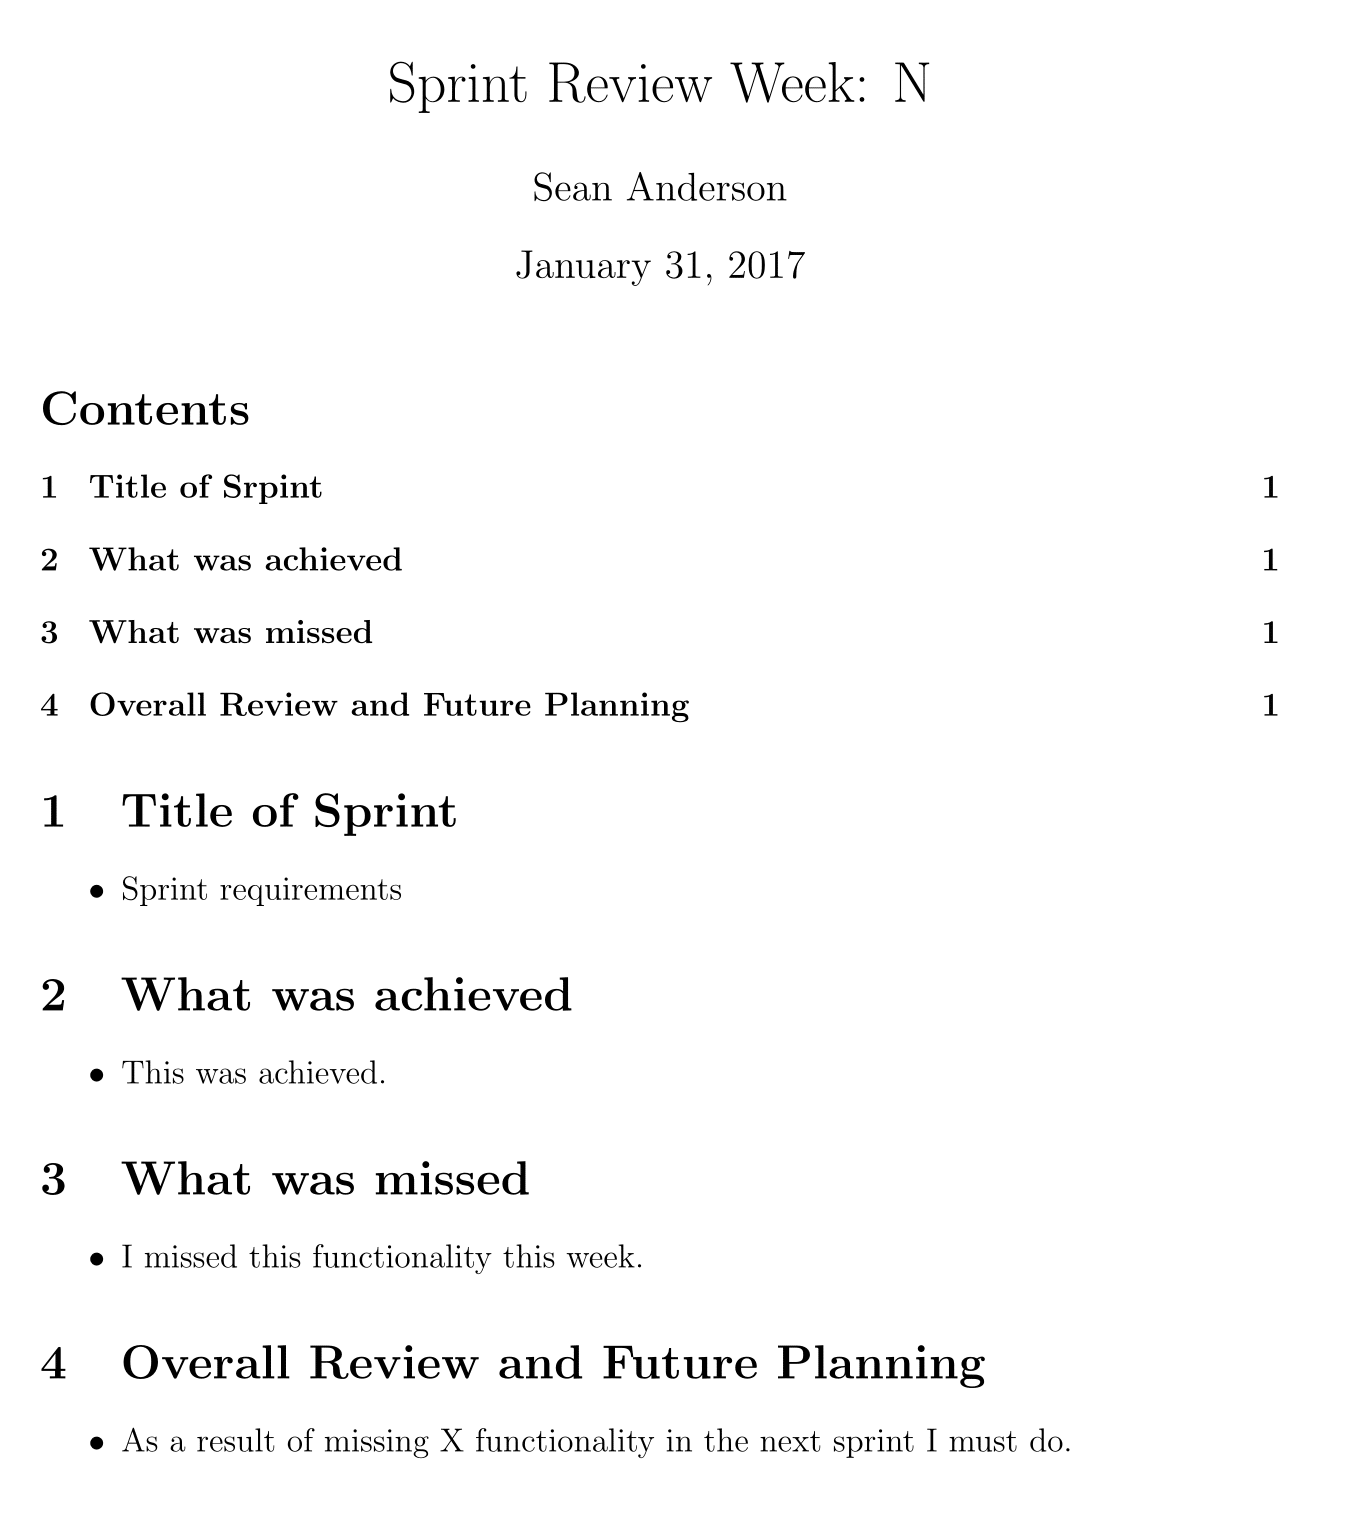 Sprint Review Week: N
Sean Anderson
January 31, 2017
Contents
1 Title of Srpint 1
2 What was achieved 1
3 What was missed 1
4 Overall Review and Future Planning 1
1 Title of Sprint
• Sprint requirements
2 What was achieved
• This was achieved.
3 What was missed
• I missed this functionality this week.
4 Overall Review and Future Planning
• As a result of missing X functionality in the next sprint I must do.